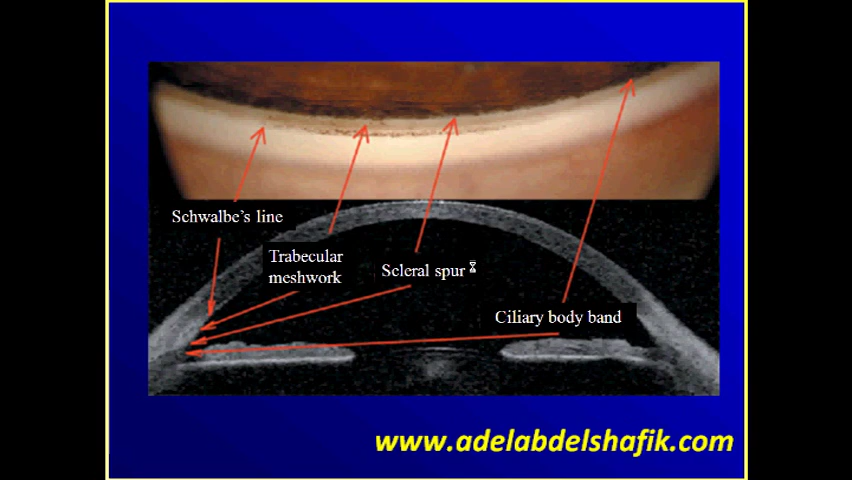 Schwalbe's line
Trabecular
meshwork
Scleral spur
Ciliary body band
www.adelabdelshafik.com